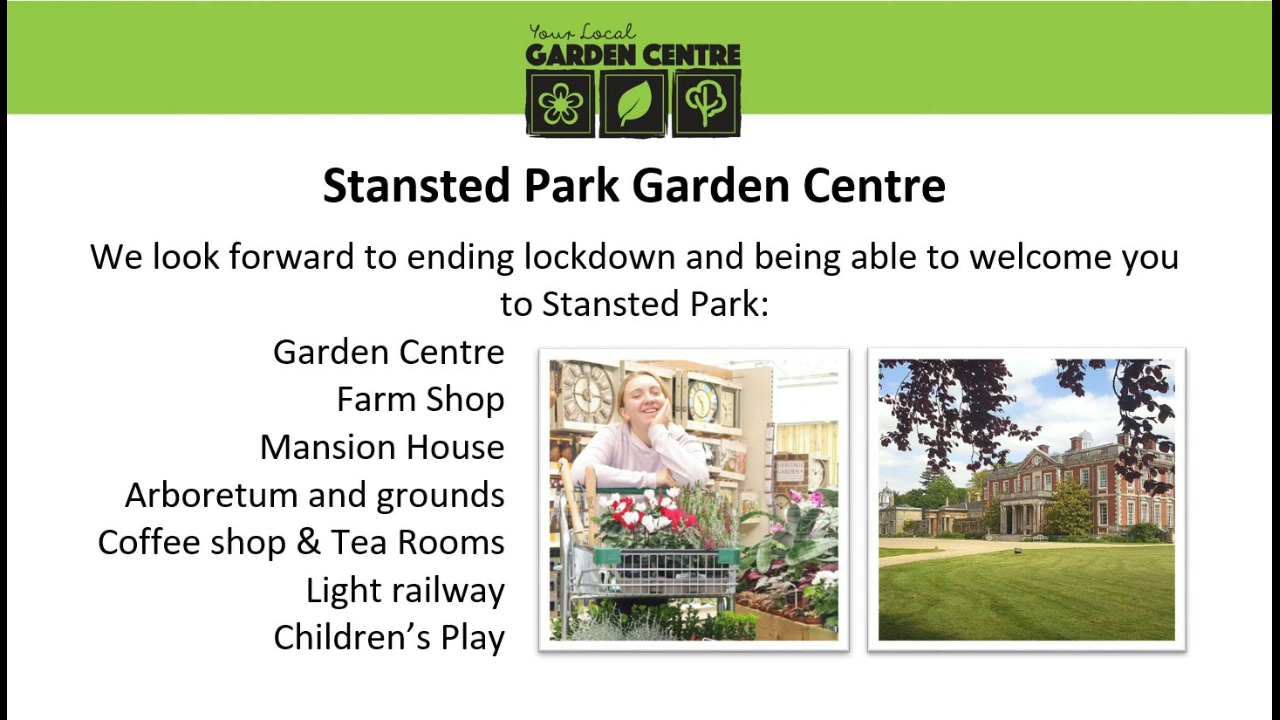 Your Local
GARDEN CENTRE
Stansted Park Garden Centre
We look forward to ending lockdown and being able to welcome you
to Stansted Park:
Garden Centre
Farm Shop
Mansion House
Arboretum and grounds
Coffee shop & Tea Rooms
Light railway
Children’s Play
HERITAGE
GARDEN